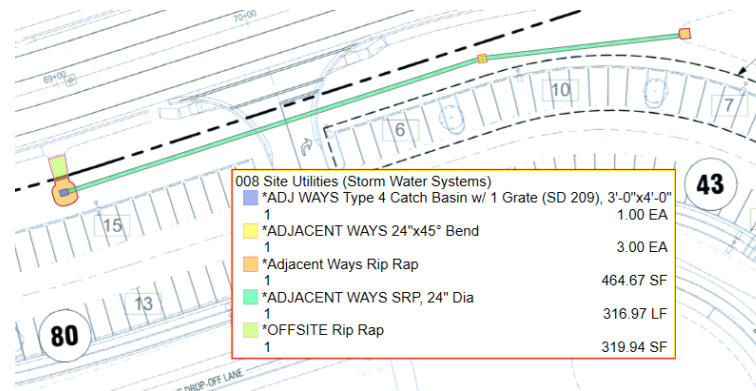 70+00
69+00
10
7
6
008 Site Utilities (Storm Water Systems)
*ADJ WAYS Type 4 Catch Basin w/ 1 Grate (SD 209), 3'-0"x4'-0"
1 1.00 EA
*ADJACENT WAYS 24"x45° Bend
1 3.00 EA
*Adjacent Ways Rip Rap
1 464.67 SF
*ADJACENT WAYS SRP, 24" Dia
1 316.97 LF
*OFFSITE Rip Rap
1 319.94 SF
43
15
13
80
DROP-OFF LANE